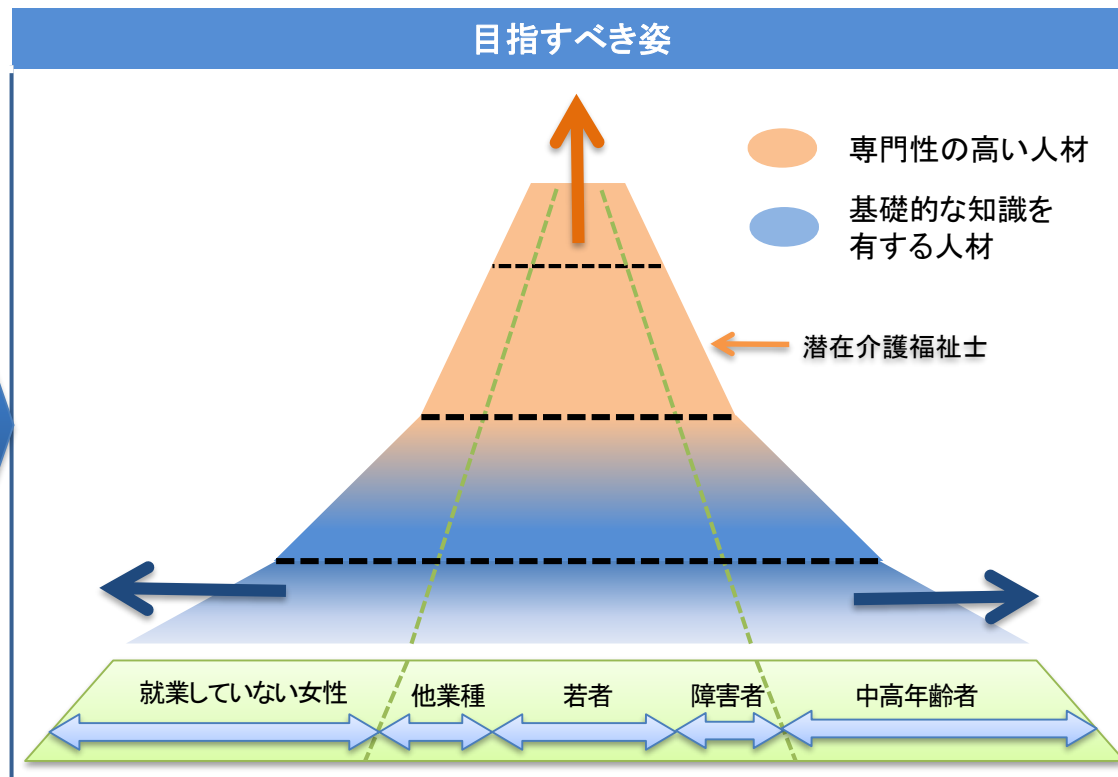 目指すべき姿
専門性の高い人材
基礎的な知識を
有する人材
潜在介護福祉士
就業していない女性
他業種
若者
障害者
中高年齢者